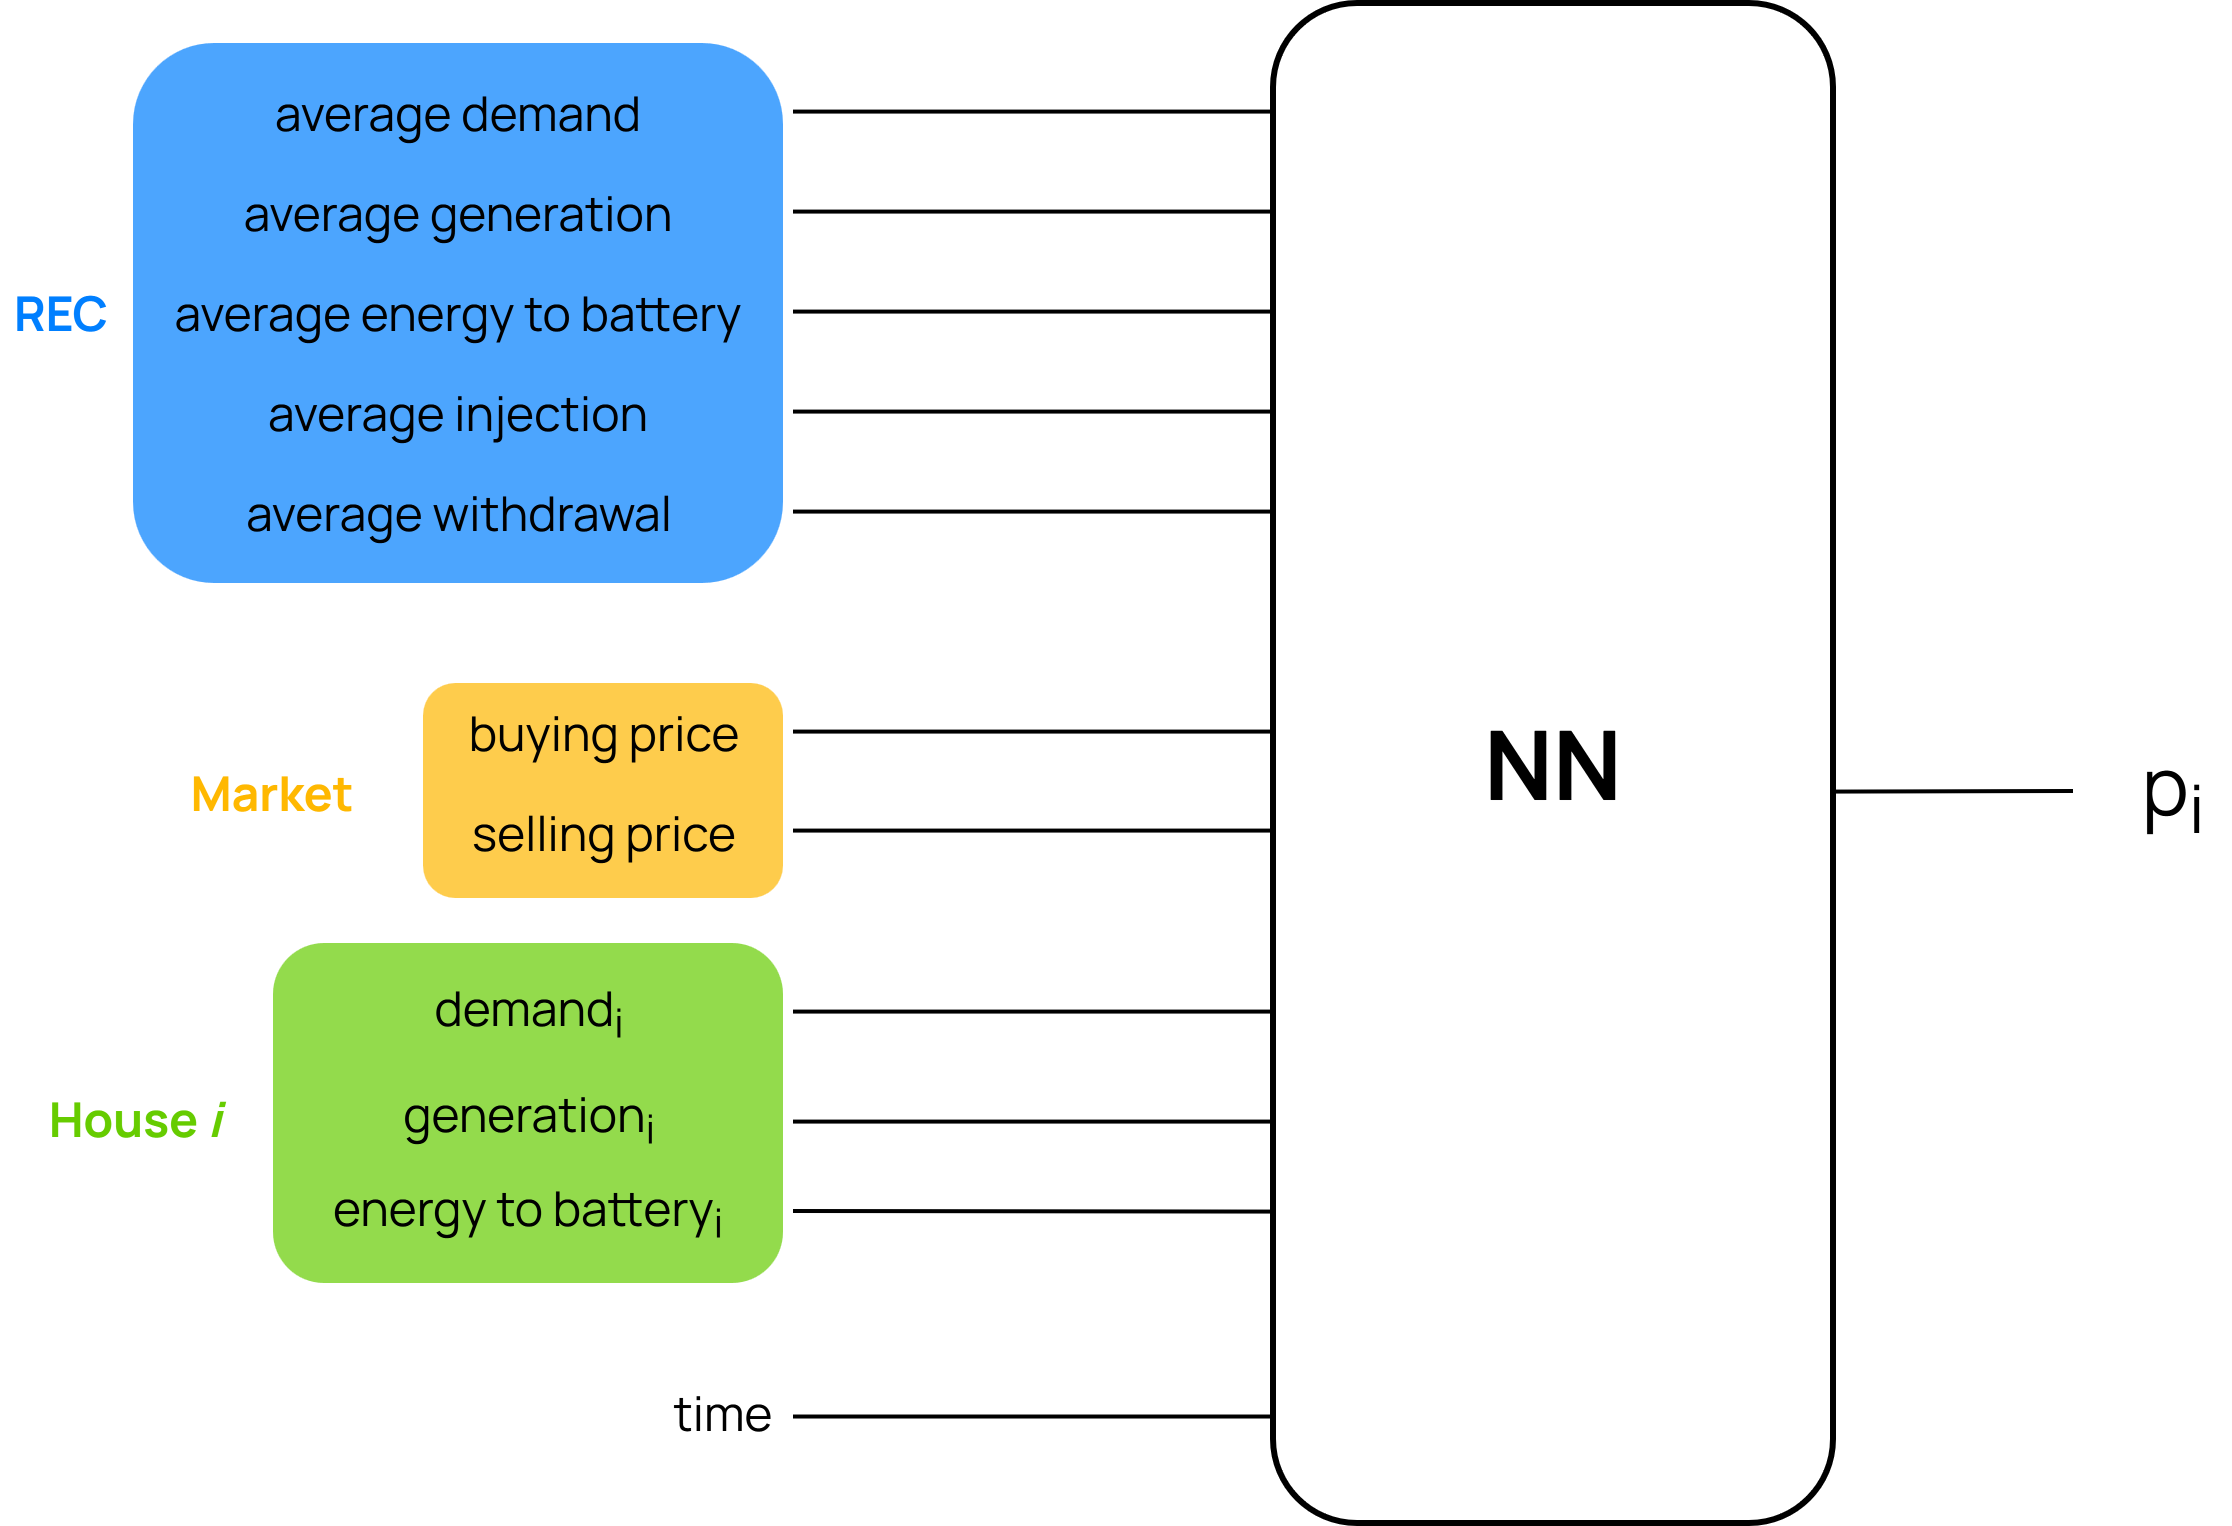 average demand
average generation
REC
average energy to battery
average injection
average withdrawal
buying price
Market
selling price
NN
pᵢ
demandᵢ
House i
generationᵢ
energy to batteryᵢ
time